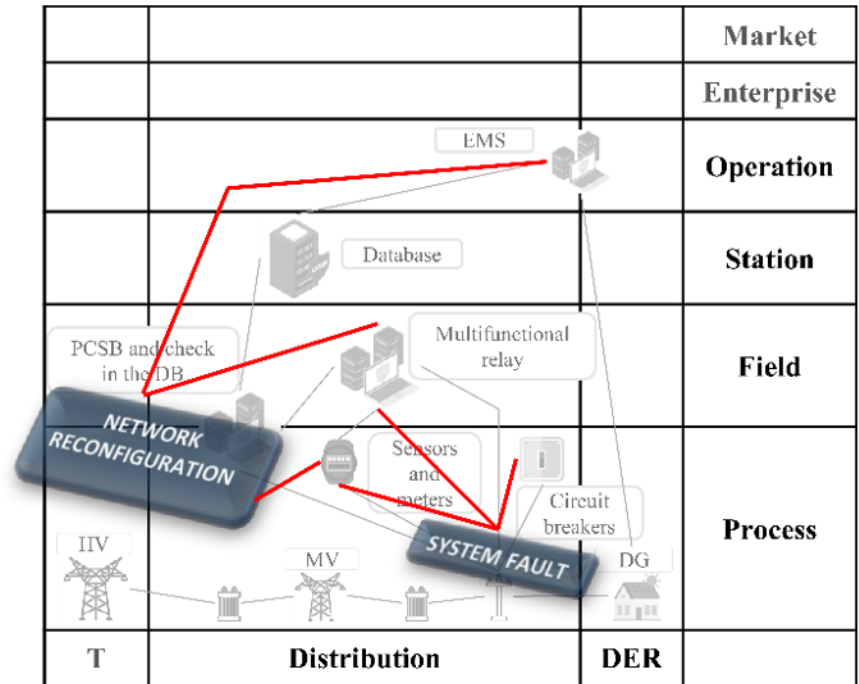 Market
Enterprise
EMS
Operation
Database
Station
PCSB and check
in the DB
Multifunctional
relay
Field
NETWORK
RECONFIGURATION
Sensors
and
meters
Circuit
breakers
SYSTEM FAULT
Process
HV
MV
DG
T
Distribution
DER